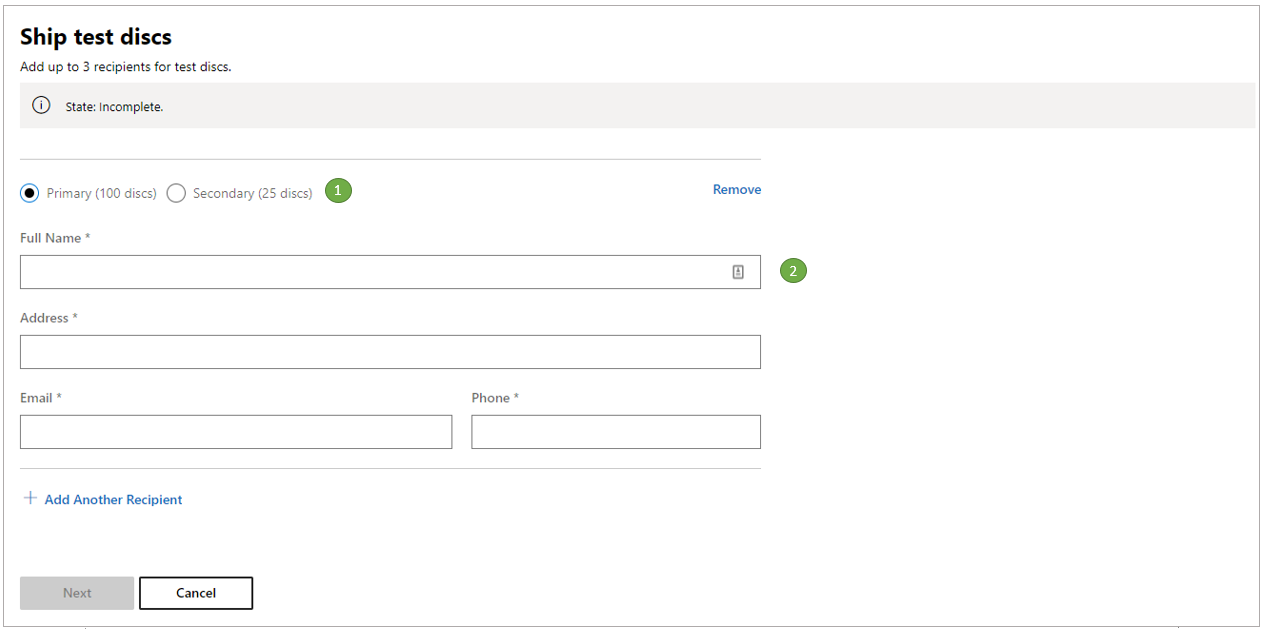 Ship test discs
Add up to 3 recipients for test discs.
State: Incomplete.
Primary (100 discs) Secondary (25 discs) 1 Remove
Full Name *
2
Address *
Email * Phone *
Add Another Recipient
Next Cancel